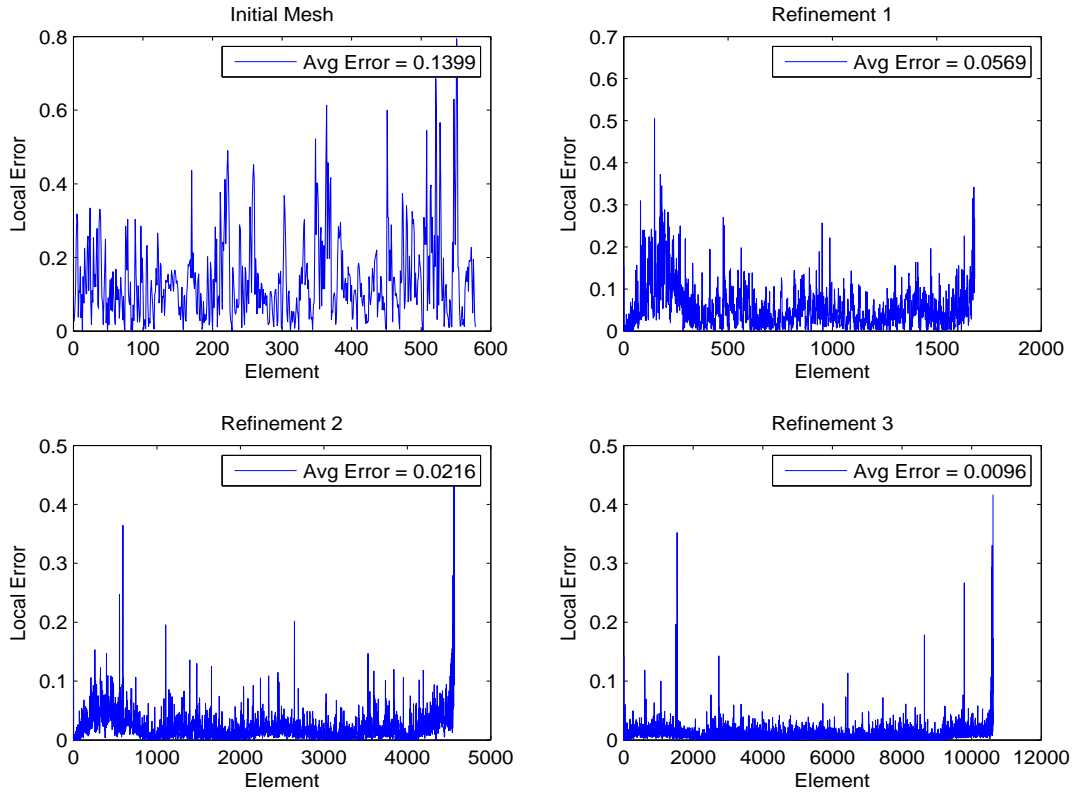 Initial Mesh
0.8
0.6
0.4
0.2
0
Local Error
Avg Error = 0.1399
0 100 200 300 400 500 600
Element
Refinement 1
0.7
0.6
0.5
0.4
0.3
0.2
0.1
0
Local Error
Avg Error = 0.0569
0 500 1000 1500 2000
Element
Refinement 2
0.5
0.4
0.3
0.2
0.1
0
Local Error
Avg Error = 0.0216
0 1000 2000 3000 4000 5000
Element
Refinement 3
0.5
0.4
0.3
0.2
0.1
0
Local Error
Avg Error = 0.0096
0 2000 4000 6000 8000 10000 12000
Element